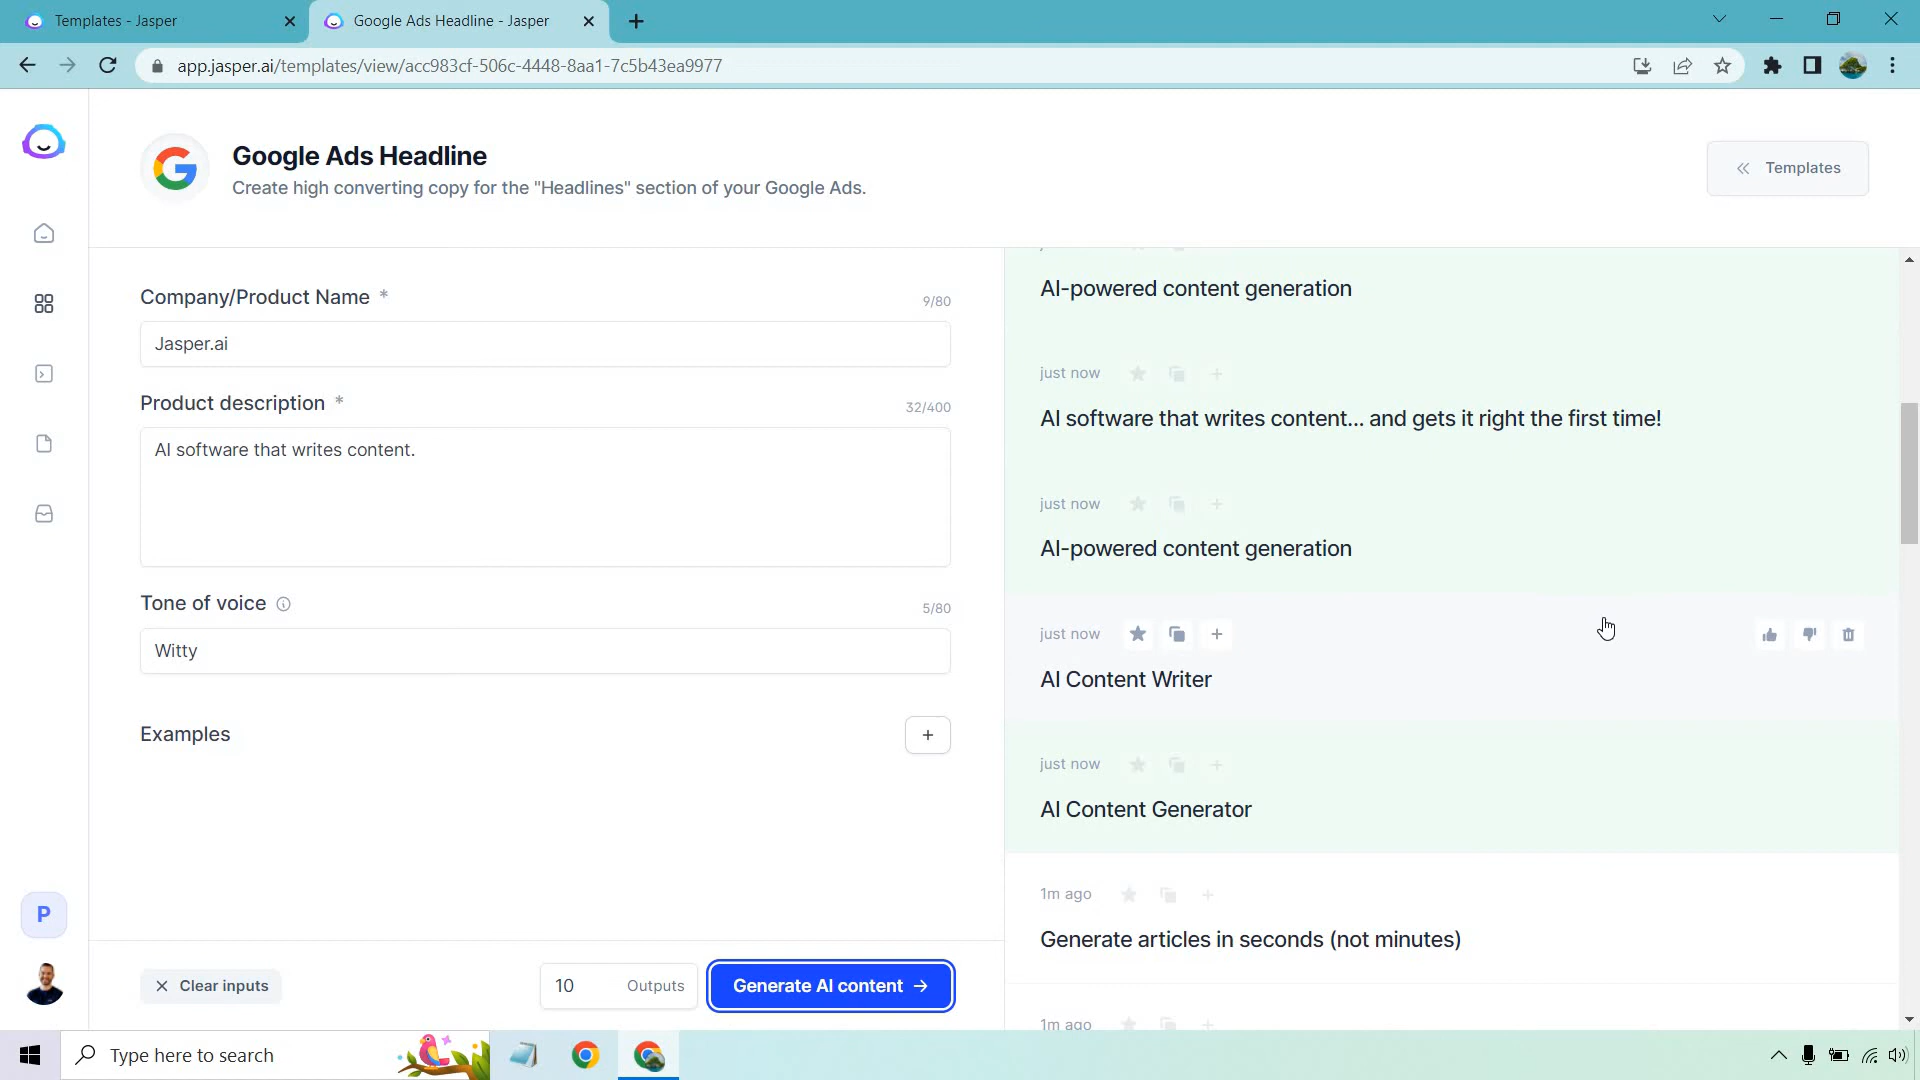 Templates - Jasper
Google Ads Headline - Jasper
app.jasper.ai/templates/view/acc983cf-506c-4448-8aa1-7c5b43ea9977
Google Ads Headline
Create high converting copy for the "Headlines" section of your Google Ads.
Templates
Company/Product Name *
9/80
Jasper.ai
Product description *
32/400
AI software that writes content.
Tone of voice
5/80
Witty
Examples
P
Clear inputs
10 Outputs
Generate AI content
AI-powered content generation
just now
AI software that writes content... and gets it right the first time!
just now
AI-powered content generation
just now
AI Content Writer
just now
AI Content Generator
1m ago
Generate articles in seconds (not minutes)
1m ago
Type here to search